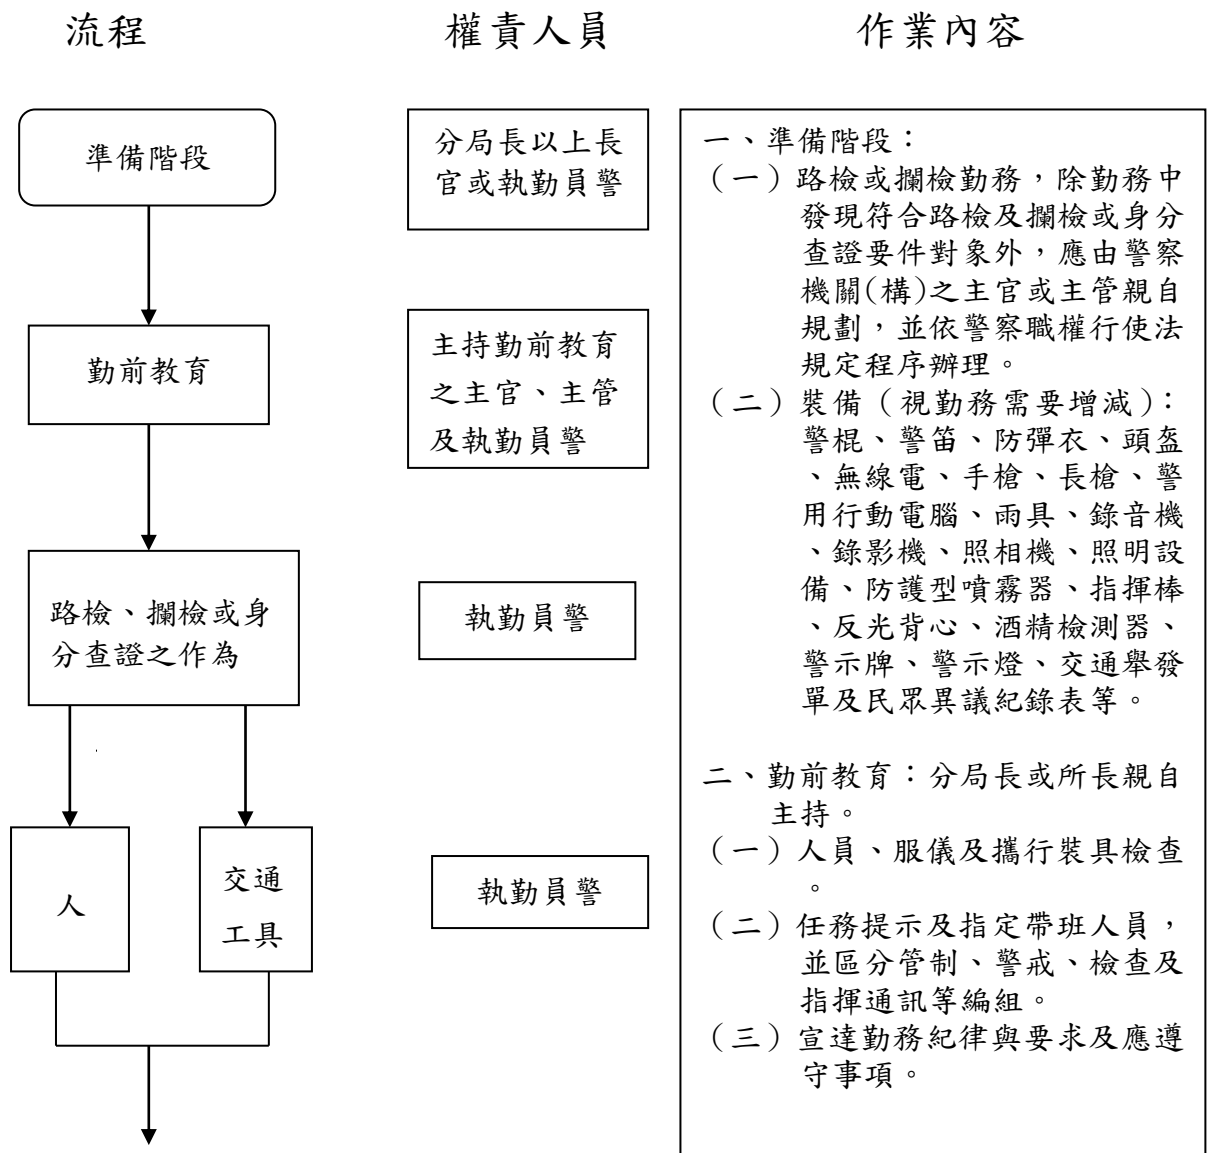 流程
權責人員
作業內容
準備階段
分局長以上長
官或執勤員警
勤前教育
主持勤前教育
之主官、主管
及執勤員警
路檢、攔檢或身
分查證之作為
執勤員警
人
交通
工具
執勤員警
一、準備階段：
（一）路檢或攔檢勤務，除勤務中
發現符合路檢及攔檢或身分
查證要件對象外，應由警察
機關(構)之主官或主管親自
規劃，並依警察職權行使法
規定程序辦理。
（二）裝備（視勤務需要增減）：
警棍、警笛、防彈衣、頭盔
、無線電、手槍、長槍、警
用行動電腦、雨具、錄音機
、錄影機、照相機、照明設
備、防護型噴霧器、指揮棒
、反光背心、酒精檢測器、
警示牌、警示燈、交通舉發
單及民眾異議紀錄表等。
二、勤前教育：分局長或所長親自
主持。
（一）人員、服儀及攜行裝具檢查
。
（二）任務提示及指定帶班人員，
並區分管制、警戒、檢查及
指揮通訊等編組。
（三）宣達勤務紀律與要求及應遵
守事項。